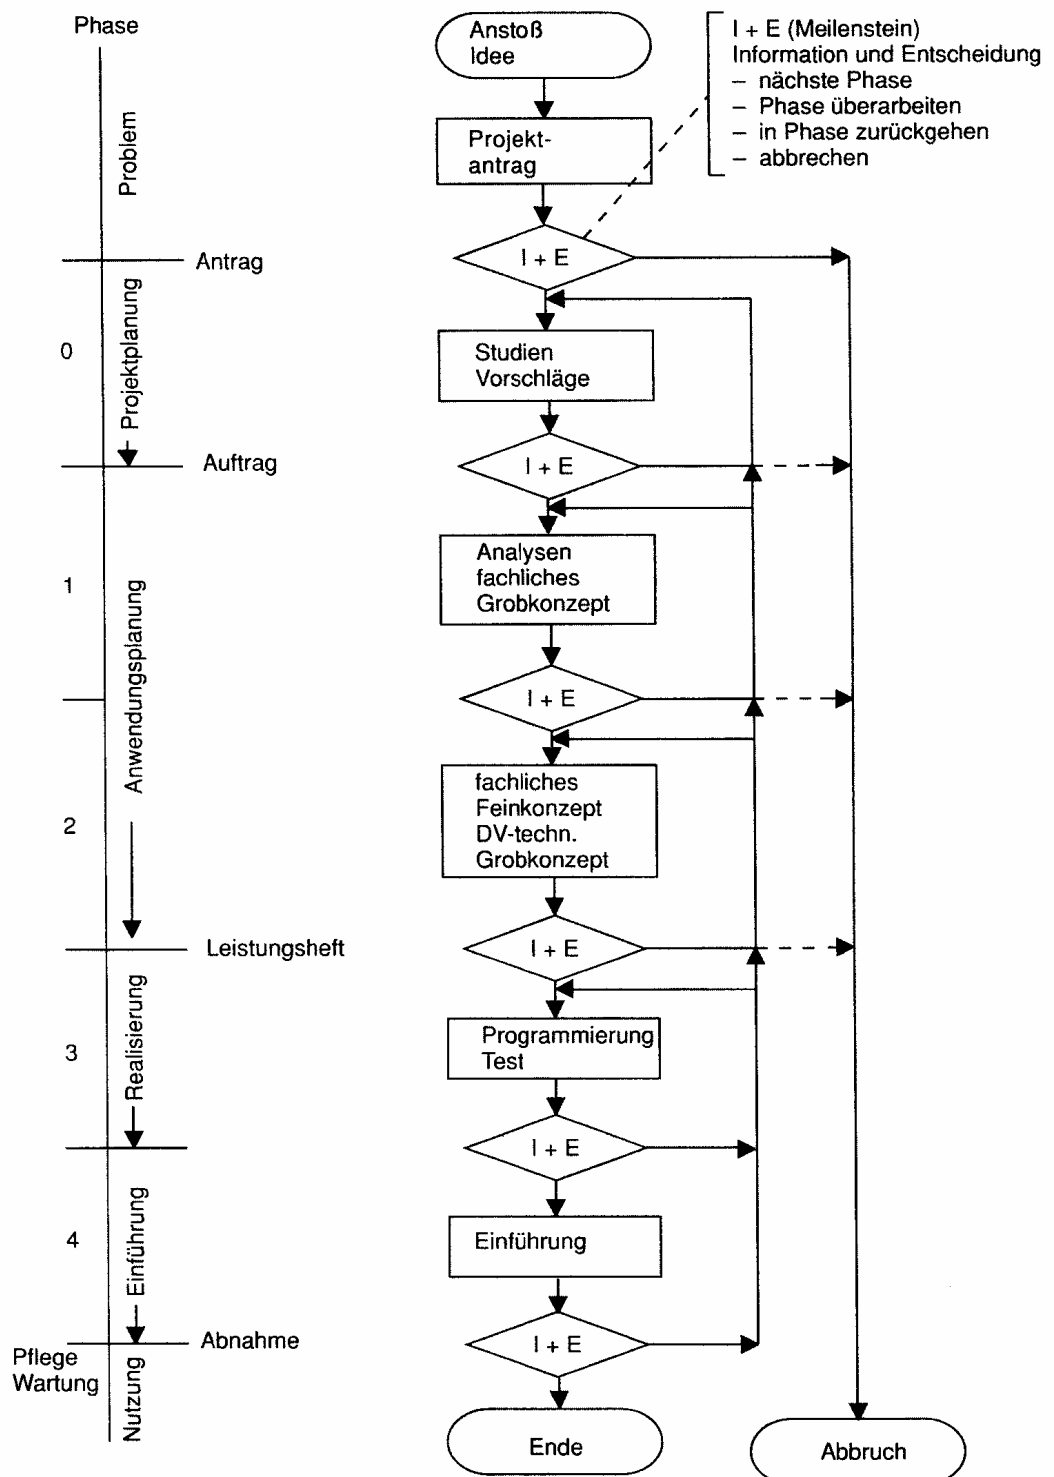 Phase
Anstoß
Idee
I + E (Meilenstein)
Information und Entscheidung
– nächste Phase
– Phase überarbeiten
– in Phase zurückgehen
– abbrechen
Problem
Projekt-
antrag
I + E
Antrag
0
Projektplanung
Studien
Vorschläge
I + E
Auftrag
1
Anwendungsplanung
Analysen
fachliches
Grobkonzept
I + E
2
fachliches
Feinkonzept
DV-techn.
Grobkonzept
I + E
Leistungsheft
3
Realisierung
Programmierung
Test
I + E
4
Einführung
Einführung
I + E
Abnahme
Pflege
Wartung
Nutzung
Ende
Abbruch